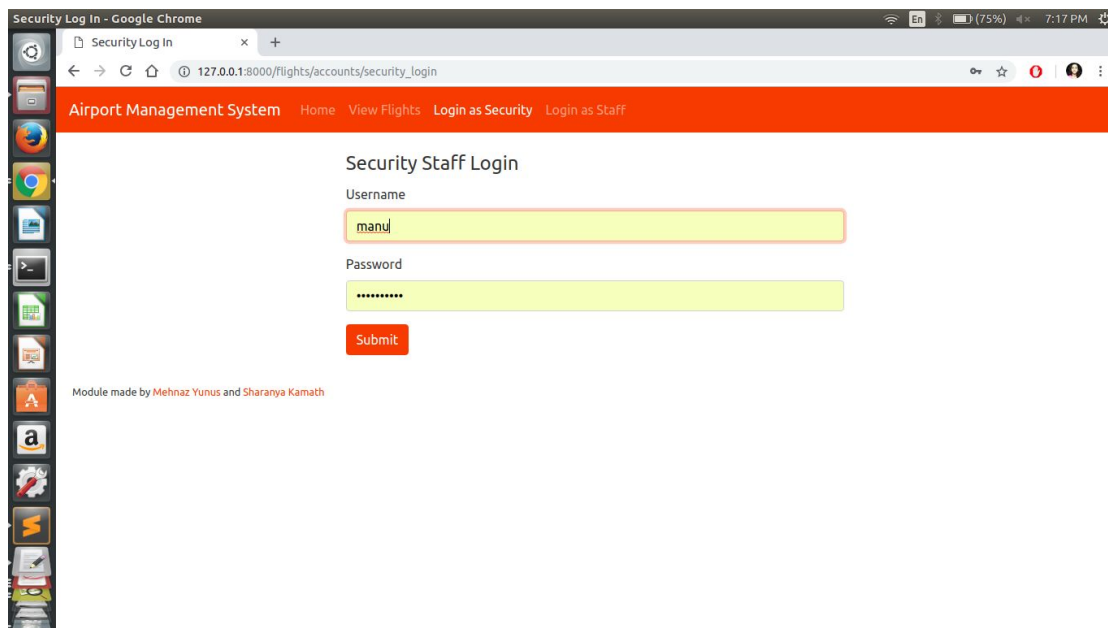 Security Log In - Google Chrome
En (75%) 7:17 PM
Security Log In
127.0.0.1:8000/flights/accounts/security_login
Airport Management System Home View Flights Login as Security Login as Staff
Security Staff Login
Username
manu
Password
••••••••••
Submit
Module made by Mehnaz Yunus and Sharanya Kamath